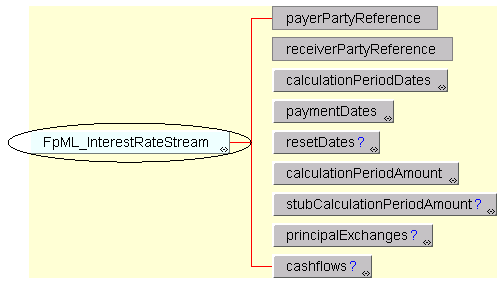 payerPartyReference
receiverPartyReference
calculationPeriodDates
paymentDates
FpML_InterestRateStream
resetDates?
calculationPeriodAmount
stubCalculationPeriodAmount?
principalExchanges?
cashflows?